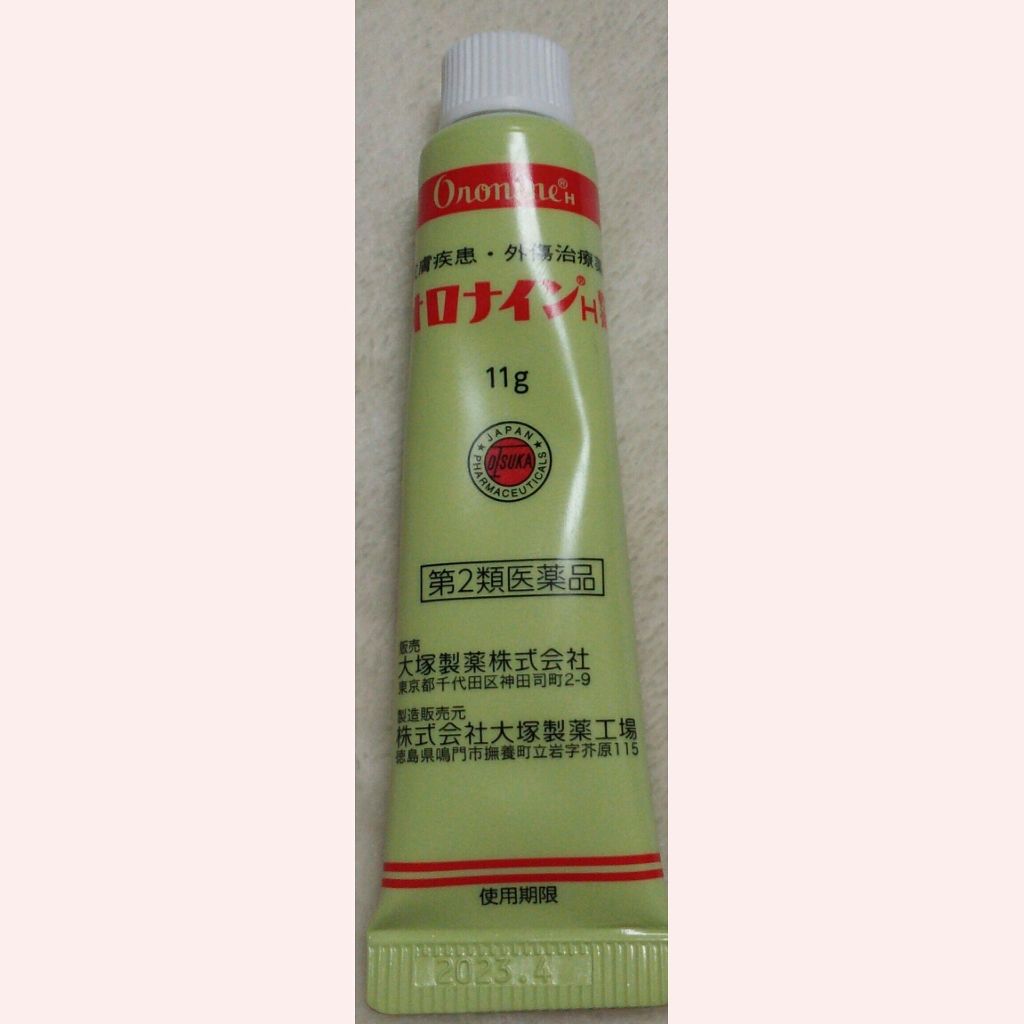 Oronine® H
膚疾患・外傷治療薬
オロナイン® H軟
11g
JAPAN
OTSUKA
PHARMACEUTICALS
第2類医薬品
販売
大塚製薬株式会社
東京都千代田区神田司町2-9
製造販売元
株式会社大塚製薬工場
徳島県鳴門市撫養町立岩字芥原115
使用期限
2023.4